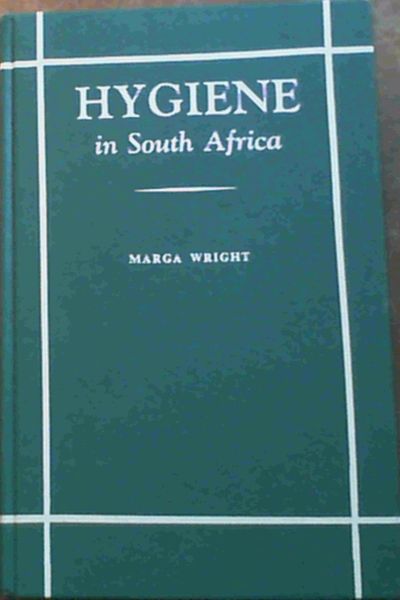 HYGIENE
in South Africa
MARGA WRIGHT